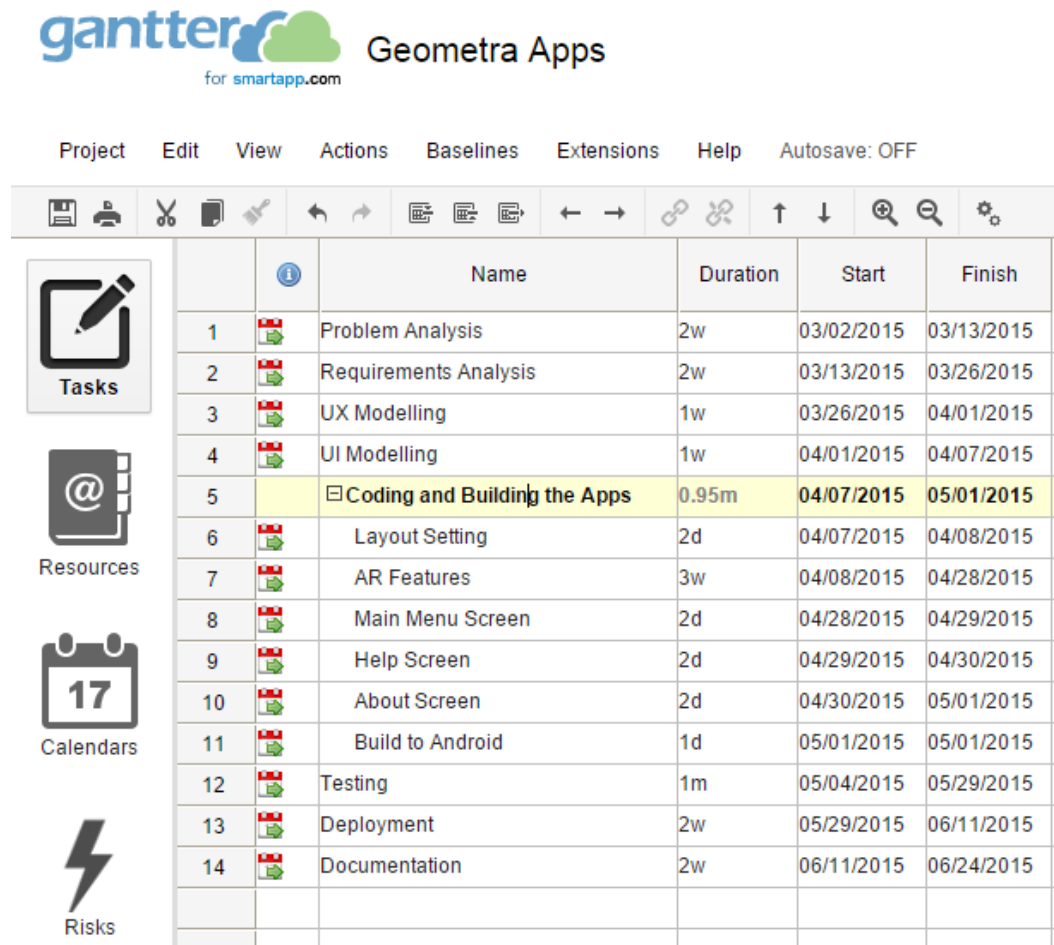 gantter
for smartapp.com
Geometra Apps
Project Edit View Actions Baselines Extensions Help Autosave: OFF
Name Duration Start Finish
Tasks
Resources
@
17
Calendars
Risks
1 Problem Analysis 2w 03/02/2015 03/13/2015
2 Requirements Analysis 2w 03/13/2015 03/26/2015
3 UX Modelling 1w 03/26/2015 04/01/2015
4 UI Modelling 1w 04/01/2015 04/07/2015
5 Coding and Building the Apps 0.95m 04/07/2015 05/01/2015
6 Layout Setting 2d 04/07/2015 04/08/2015
7 AR Features 3w 04/08/2015 04/28/2015
8 Main Menu Screen 2d 04/28/2015 04/29/2015
9 Help Screen 2d 04/29/2015 04/30/2015
10 About Screen 2d 04/30/2015 05/01/2015
11 Build to Android 1d 05/01/2015 05/01/2015
12 Testing 1m 05/04/2015 05/29/2015
13 Deployment 2w 05/29/2015 06/11/2015
14 Documentation 2w 06/11/2015 06/24/2015